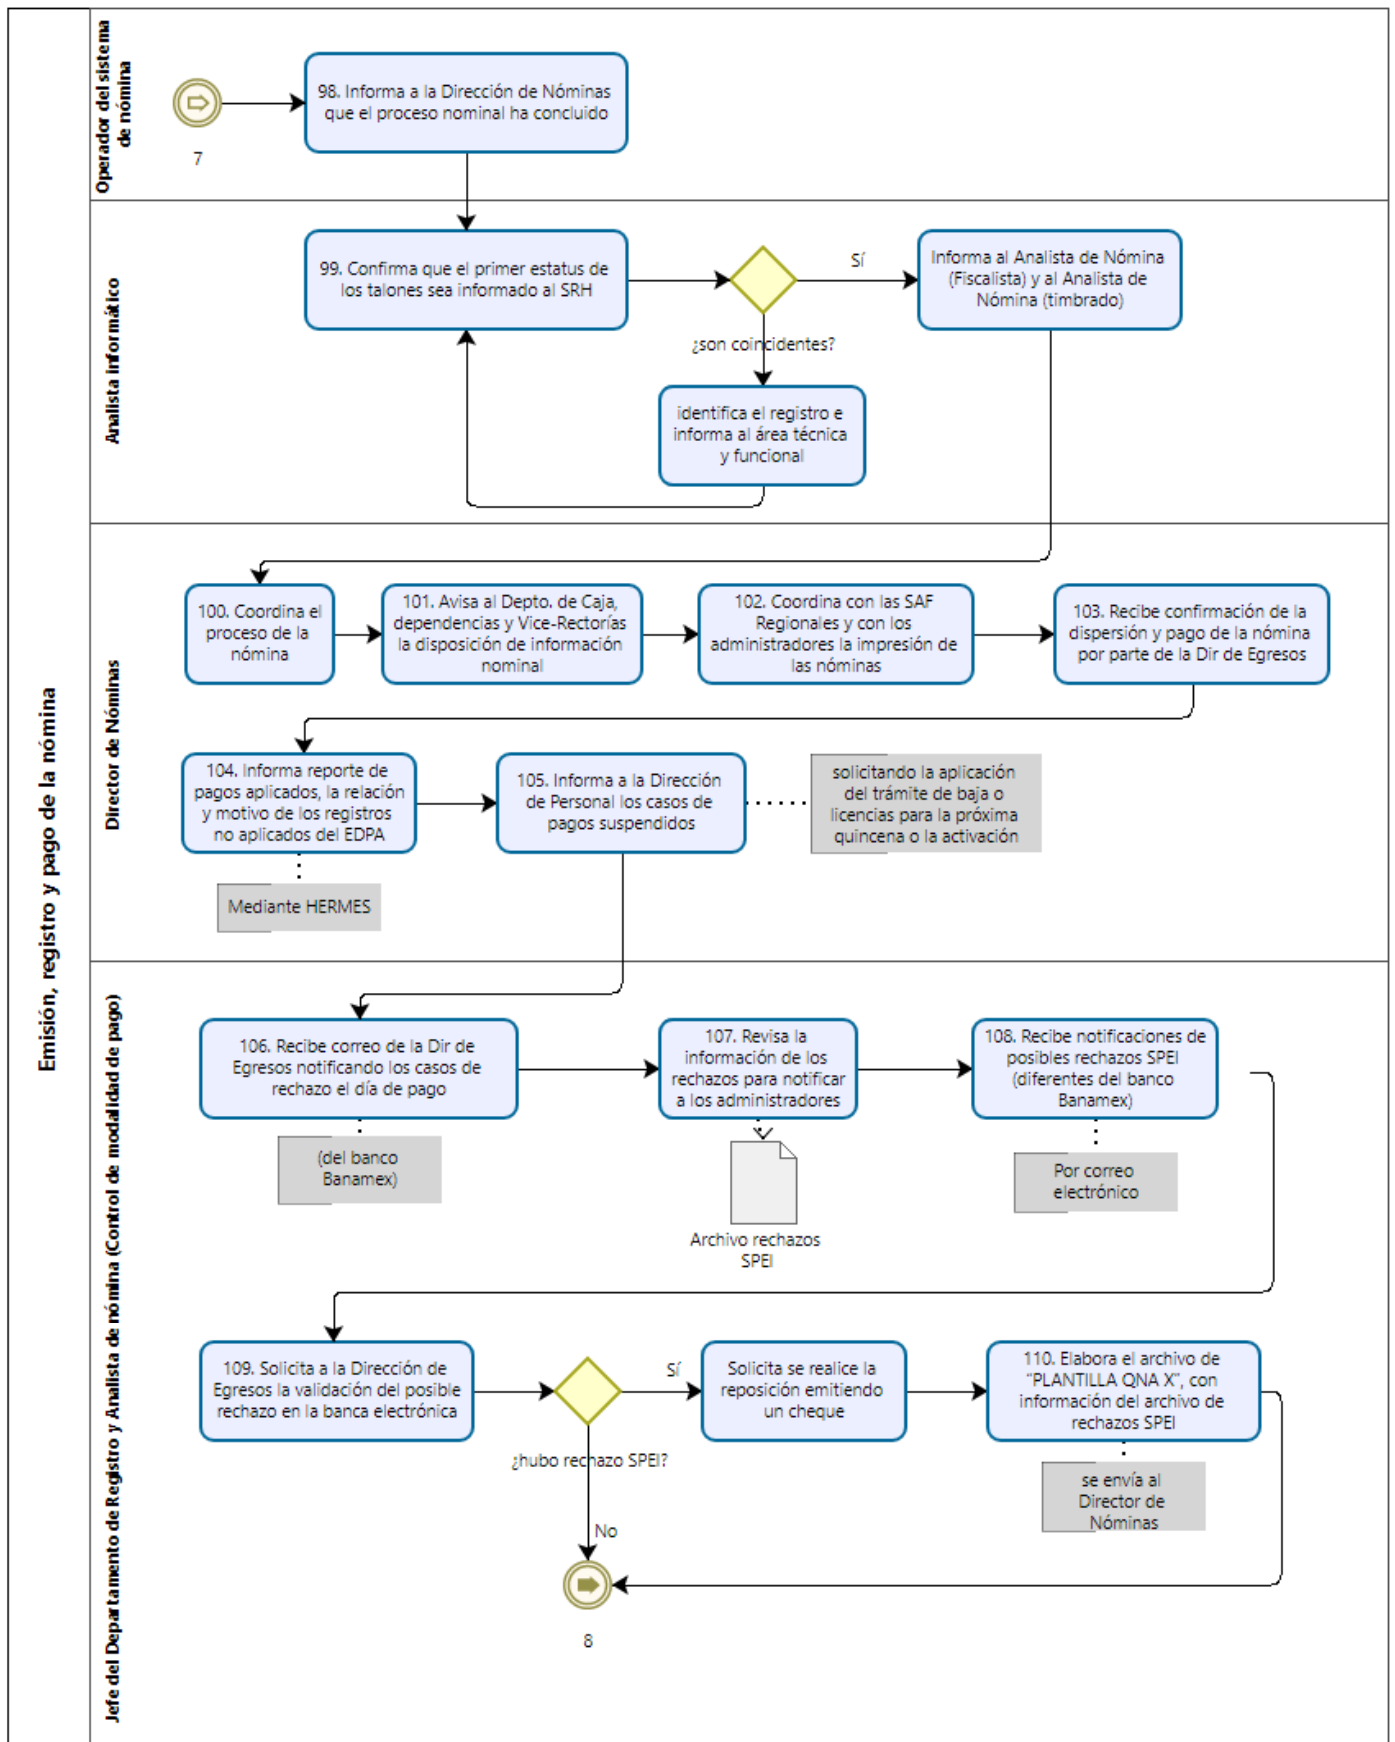 Emisión, registro y pago de la nómina
Operador del sistema
de nómina
7
98. Informa a la Dirección de Nóminas
que el proceso nominal ha concluido
Analista informático
99. Confirma que el primer estatus de
los talones sea informado al SRH
¿son coincidentes?
Sí
Informa al Analista de Nómina
(Fiscalista) y al Analista de
Nómina (timbrado)
identifica el registro e
informa al área técnica
y funcional
Director de Nóminas
100. Coordina el
proceso de la
nómina
101. Avisa al Depto. de Caja,
dependencias y Vice-Rectorías
la disposición de información
nominal
102. Coordina con las SAF
Regionales y con los
administradores la impresión de
las nóminas
103. Recibe confirmación de la
dispersión y pago de la nómina
por parte de la Dir de Egresos
104. Informa reporte de
pagos aplicados, la relación
y motivo de los registros
no aplicados del EDPA
Mediante HERMES
105. Informa a la Dirección
de Personal los casos de
pagos suspendidos
solicitando la aplicación
del trámite de baja o
licencias para la próxima
quincena o la activación
Jefe del Departamento de Registro y Analista de nómina (Control de modalidad de pago)
106. Recibe correo de la Dir de
Egresos notificando los casos de
rechazo el día de pago
(del banco
Banamex)
107. Revisa la
información de los
rechazos para notificar
a los administradores
Archivo rechazos
SPEI
108. Recibe notificaciones de
posibles rechazos SPEI
(diferentes del banco
Banamex)
Por correo
electrónico
109. Solicita a la Dirección de
Egresos la validación del posible
rechazo en la banca electrónica
¿hubo rechazo SPEI?
Sí
Solicita se realice la
reposición emitiendo
un cheque
110. Elabora el archivo de
"PLANTILLA QNA X", con
información del archivo de
rechazos SPEI
se envía al
Director de
Nóminas
No
8